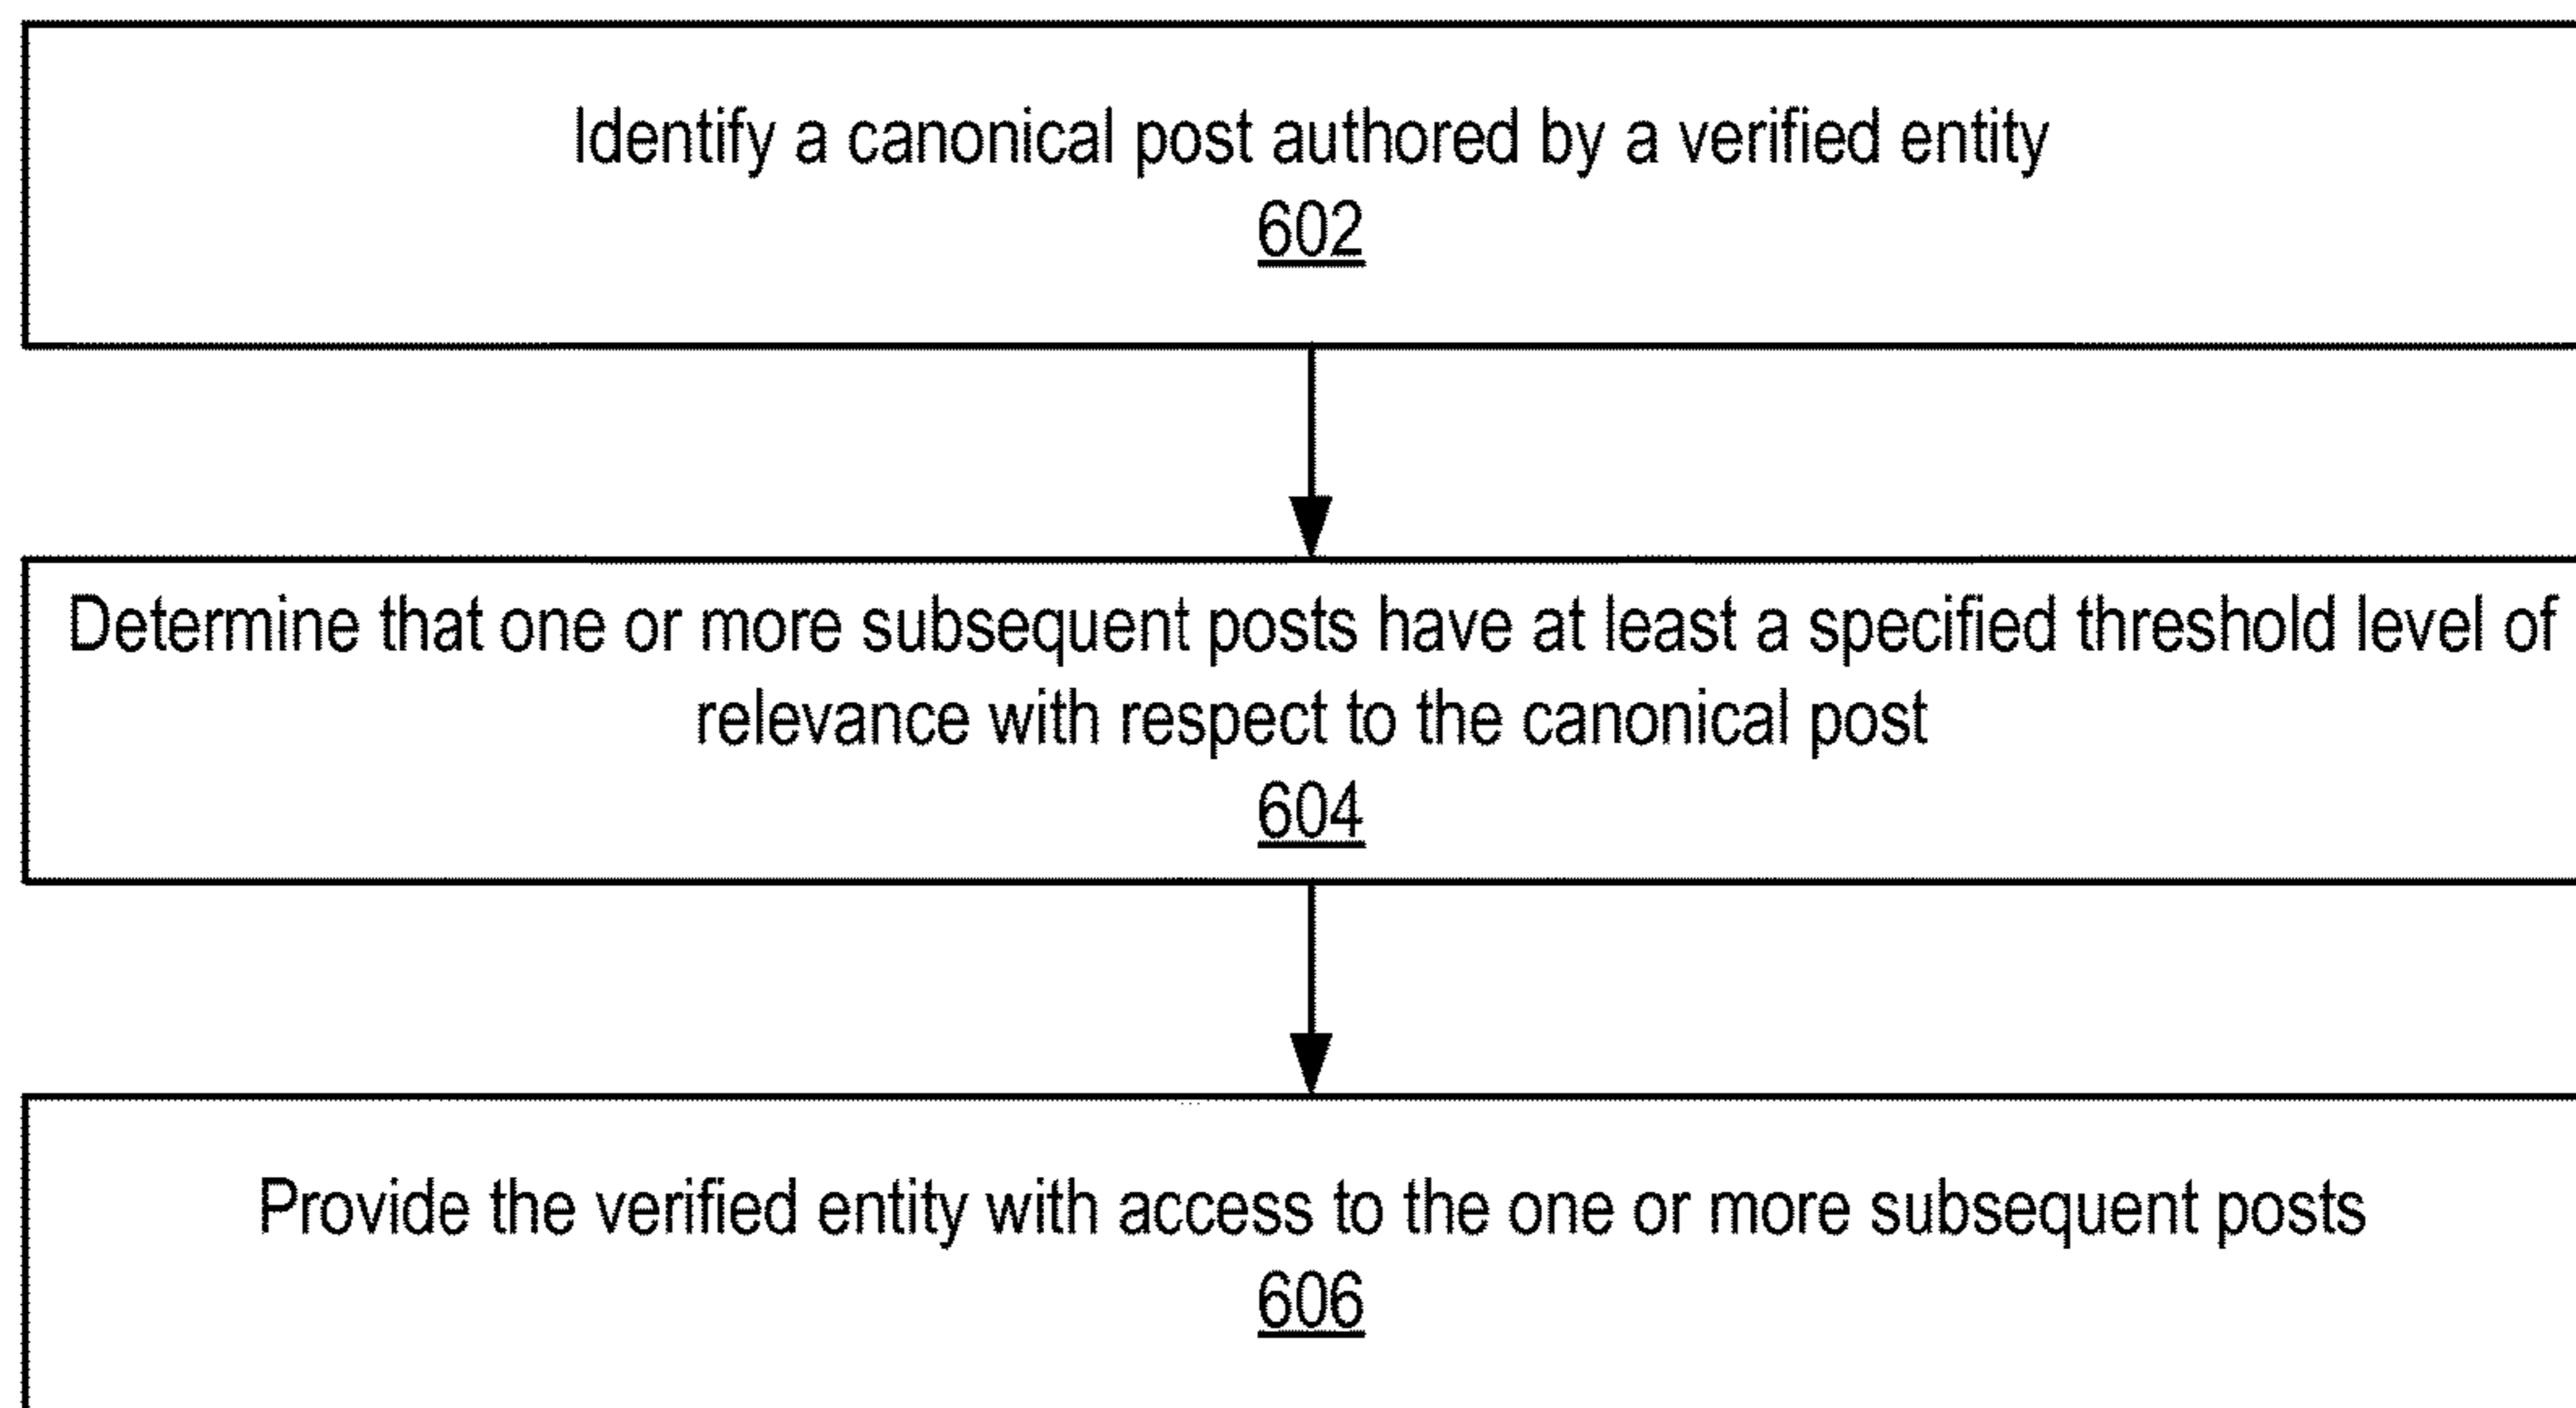 Identify a canonical post authored by a verified entity
602
Determine that one or more subsequent posts have at least a specified threshold level of
relevance with respect to the canonical post
604
Provide the verified entity with access to the one or more subsequent posts
606